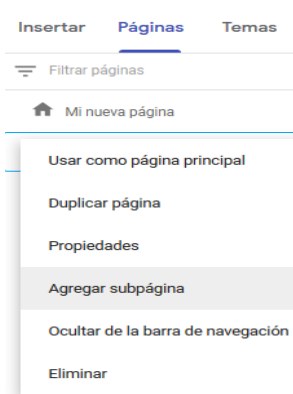 Insertar Páginas Temas
Filtrar páginas
Mi nueva página
Usar como página principal
Duplicar página
Propiedades
Agregar subpágina
Ocultar de la barra de navegación
Eliminar